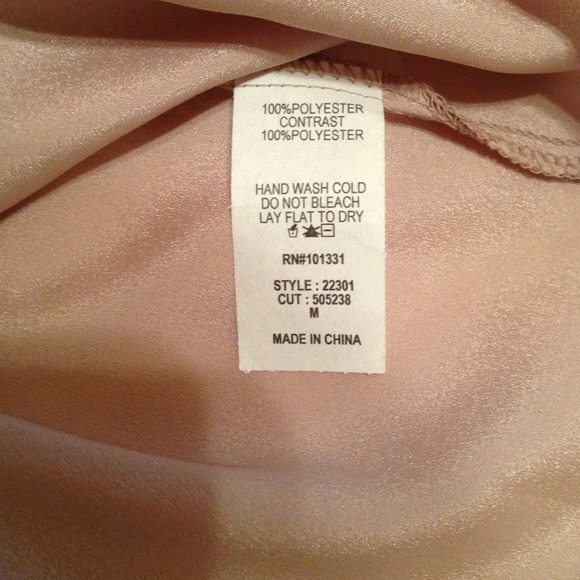 100%POLYESTER
CONTRAST
100%POLYESTER
HAND WASH COLD
DO NOT BLEACH
LAY FLAT TO DRY
RN#101331
STYLE : 22301
CUT : 505238
M
MADE IN CHINA